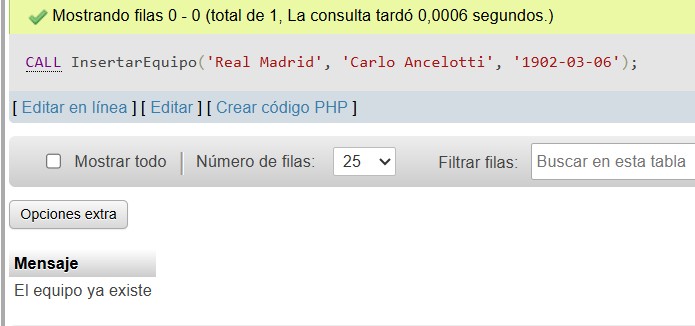 Mostrando filas 0 - 0 (total de 1, La consulta tardó 0,0006 segundos.)
CALL InsertarEquipo('Real Madrid', 'Carlo Ancelotti', '1902-03-06');
[ Editar en línea ] [ Editar ] [ Crear código PHP ]
Mostrar todo | Número de filas: 25 Filtrar filas: Buscar en esta tabla
Opciones extra
Mensaje
El equipo ya existe